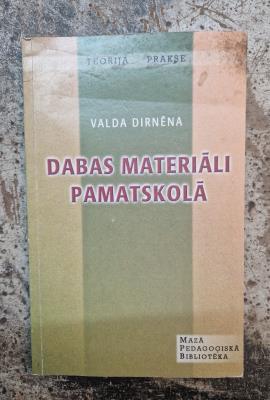 TEORIJA PRAKSE
VALDA DIRNĒNA
DABAS MATERIĀLI
PAMATSKOLĀ
MAZĀ
PEDAGOĢISKĀ
BIBLIOTĒKA